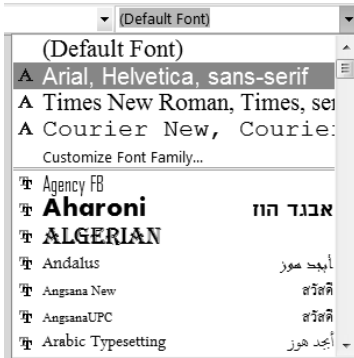 (Default Font)
(Default Font)
Arial, Helvetica, sans-serif
Times New Roman, Times, ser
Courier New, Courie
Customize Font Family...
Agency FB
Aharoni אבגד הוז
ALGERIAN
Andalus أبجد هوز
Angsana New สวัสดี
AngsanaUPC สวัสดี
Arabic Typesetting أبجد هوز